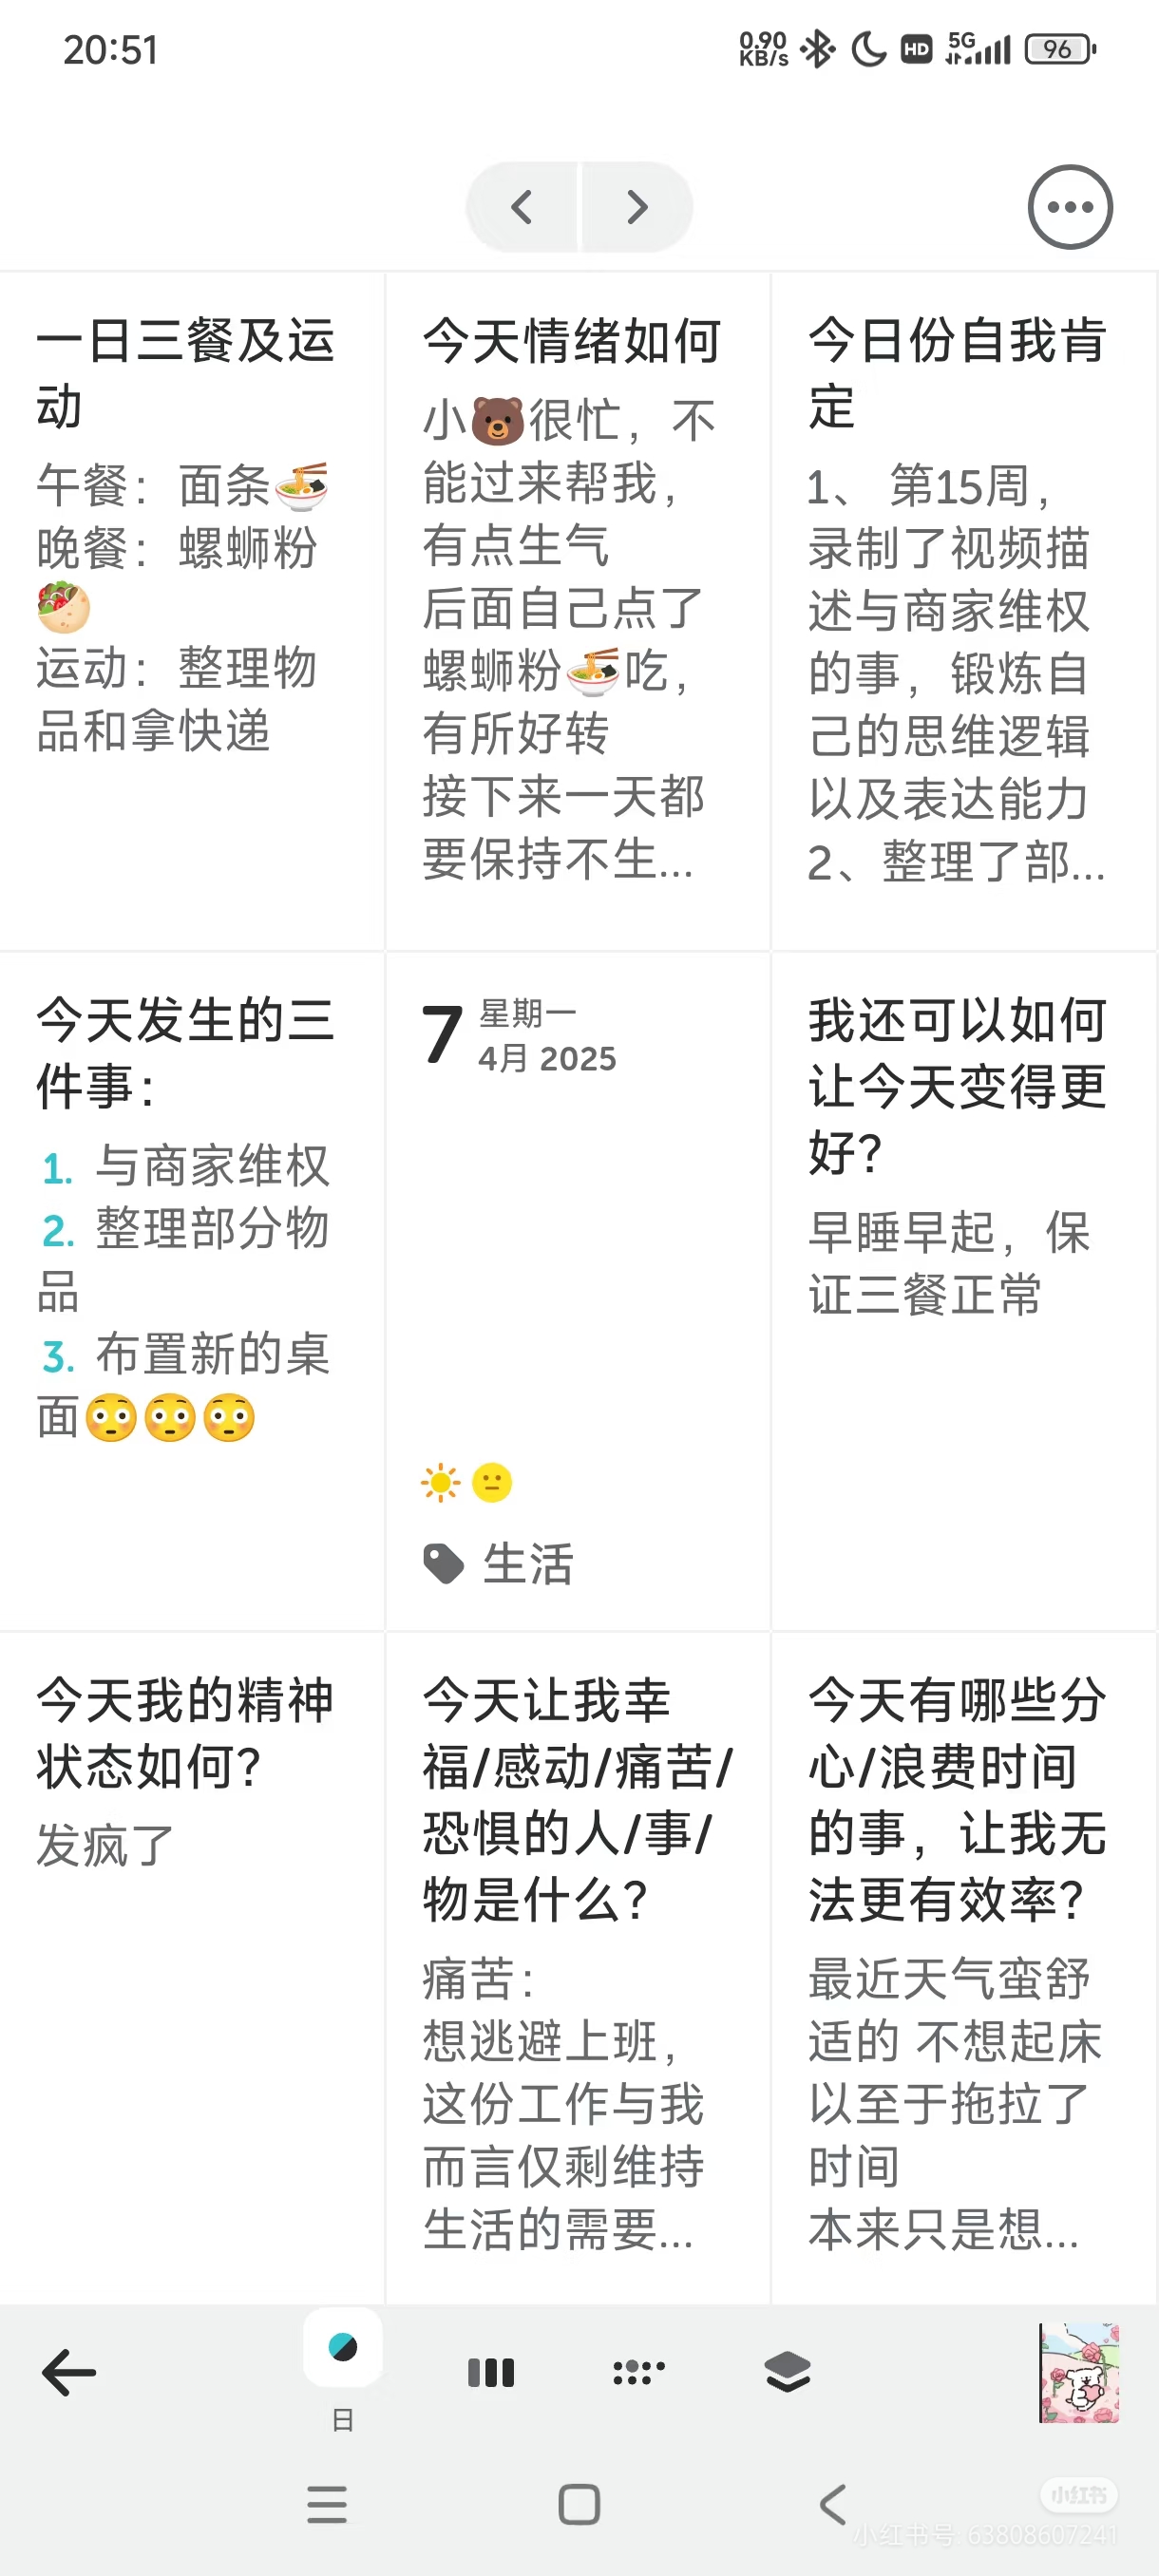 20:51
0.90
KB/s
HD
5G
96
一日三餐及运
动
午餐：面条🍜
晚餐：螺蛳粉
🥙
运动：整理物
品和拿快递
今天情绪如何
小🐻很忙，不
能过来帮我，
有点生气
后面自己点了
螺蛳粉🍜吃，
有所好转
接下来一天都
要保持不生...
今日份自我肯
定
1、 第15周，
录制了视频描
述与商家维权
的事，锻炼自
己的思维逻辑
以及表达能力
2、整理了部...
今天发生的三
件事：
1. 与商家维权
2. 整理部分物
品
3. 布置新的桌
面😳😳😳
7
星期一
4月 2025
生活
我还可以如何
让今天变得更
好？
早睡早起，保
证三餐正常
今天我的精神
状态如何？
发疯了
今天让我幸
福/感动/痛苦/
恐惧的人/事/
物是什么？
痛苦：
想逃避上班，
这份工作与我
而言仅剩维持
生活的需要...
今天有哪些分
心/浪费时间
的事，让我无
法更有效率？
最近天气蛮舒
适的 不想起床
以至于拖拉了
时间
本来只是想...
日
小红书
小红书号: 63808607241